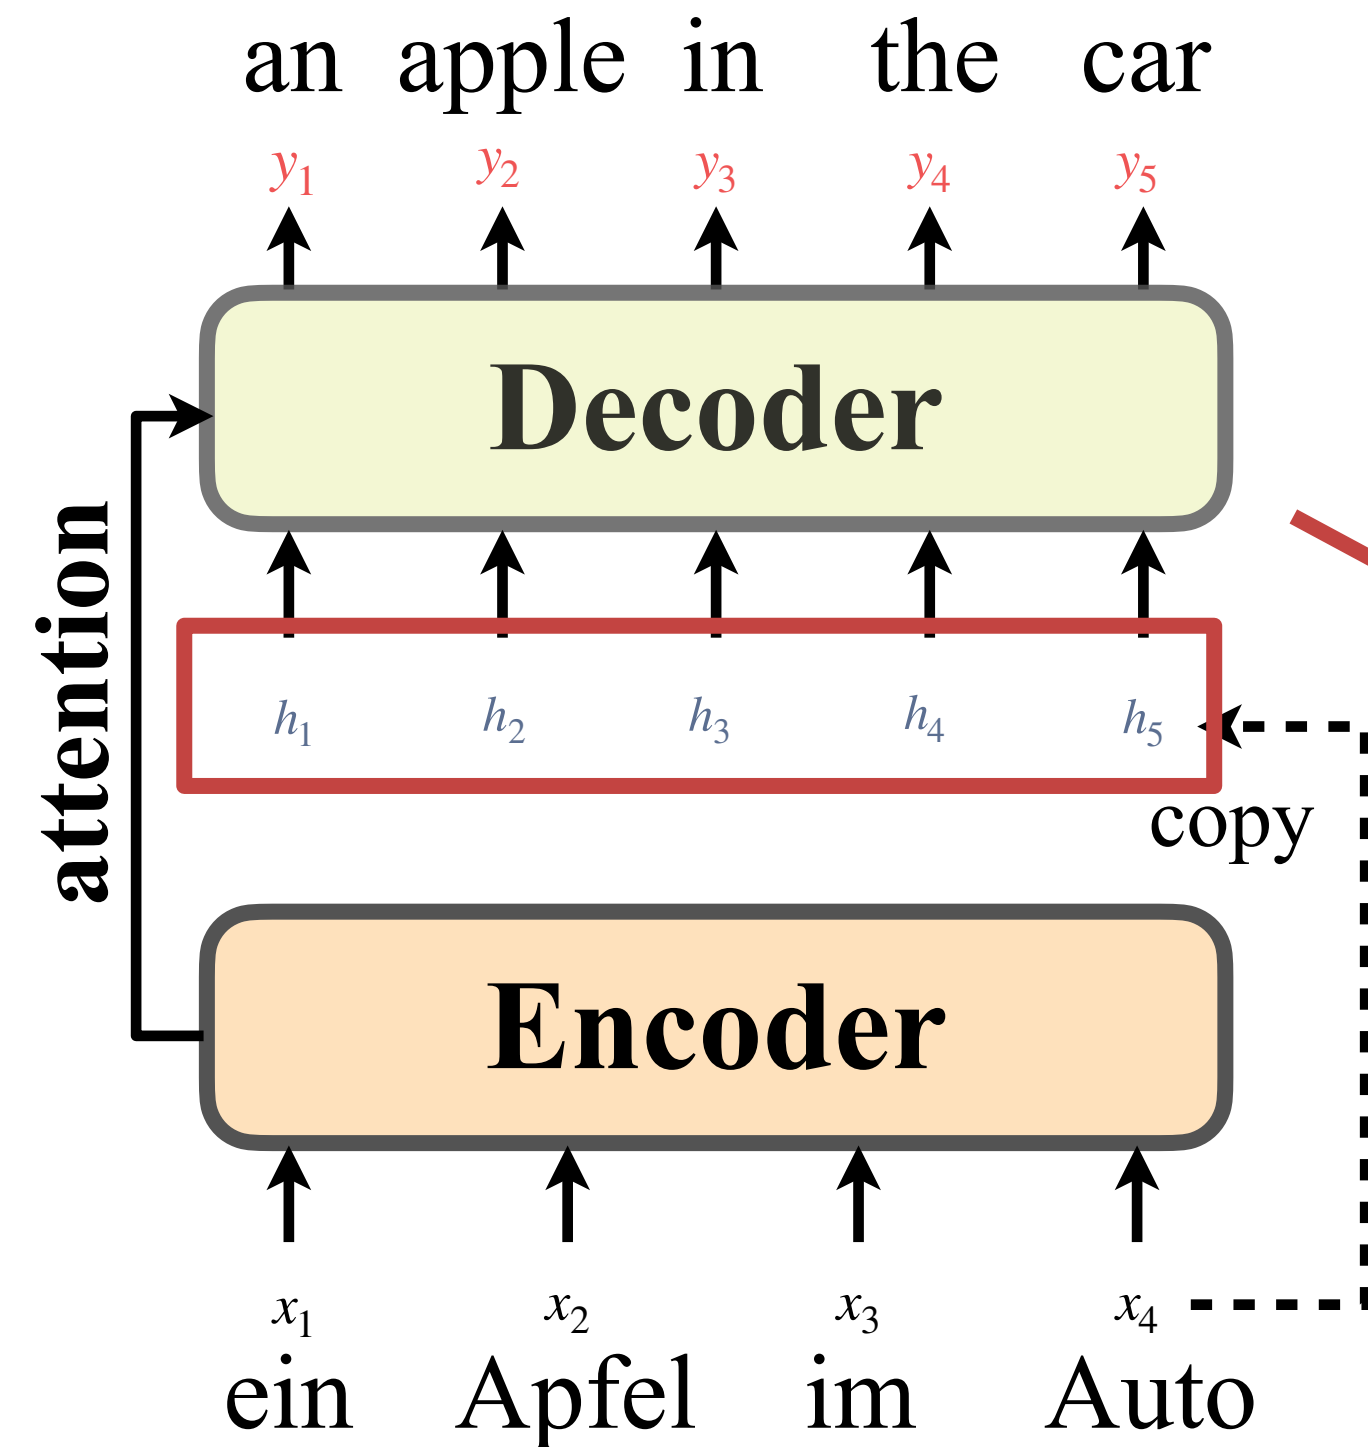 an apple in the car
y1 y2 y3 y4 y5
Decoder
attention
h1 h2 h3 h4 h5
copy
Encoder
x1 x2 x3 x4
ein Apfel im Auto